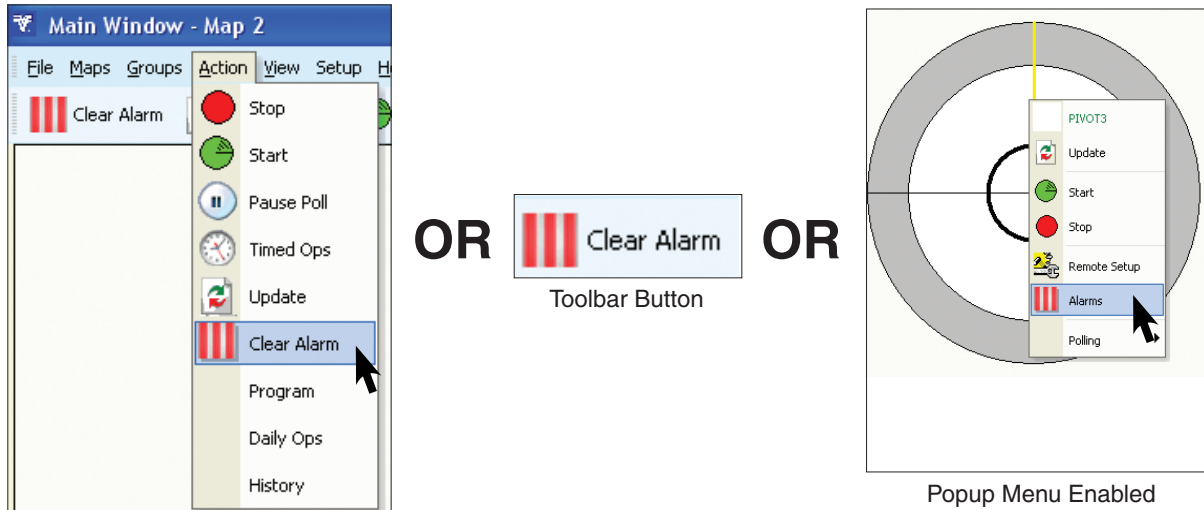 Main Window - Map 2
File Maps Groups Action View Setup
Clear Alarm
Stop
Start
Pause Poll
Timed Ops
Update
Clear Alarm
Program
Daily Ops
History
OR
Clear Alarm
Toolbar Button
OR
PIVOT3
Update
Start
Stop
Remote Setup
Alarms
Polling
Popup Menu Enabled